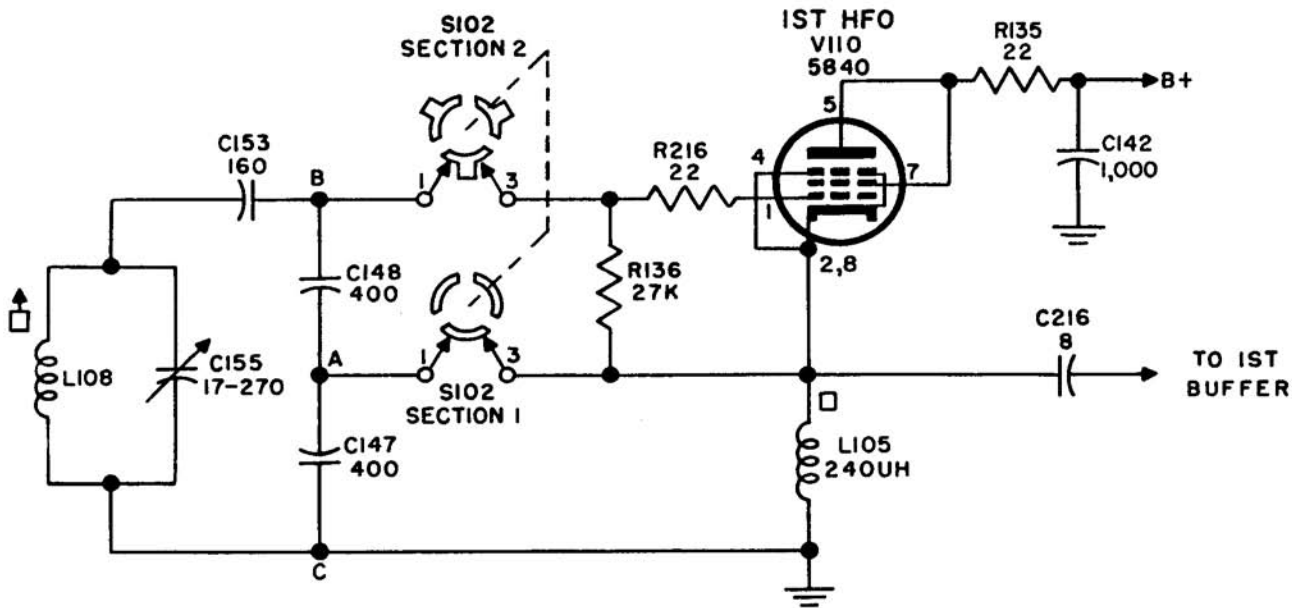 S102
SECTION 2
1ST HFO
V110
5840
R135
22
B+
5
C142
1,000
C153
160
B
1
3
R216
22
4
1
7
2,8
C148
400
R136
27K
C216
8
L108
C155
17-270
A
1
3
S102
SECTION 1
TO 1ST
BUFFER
C147
400
L105
240UH
C